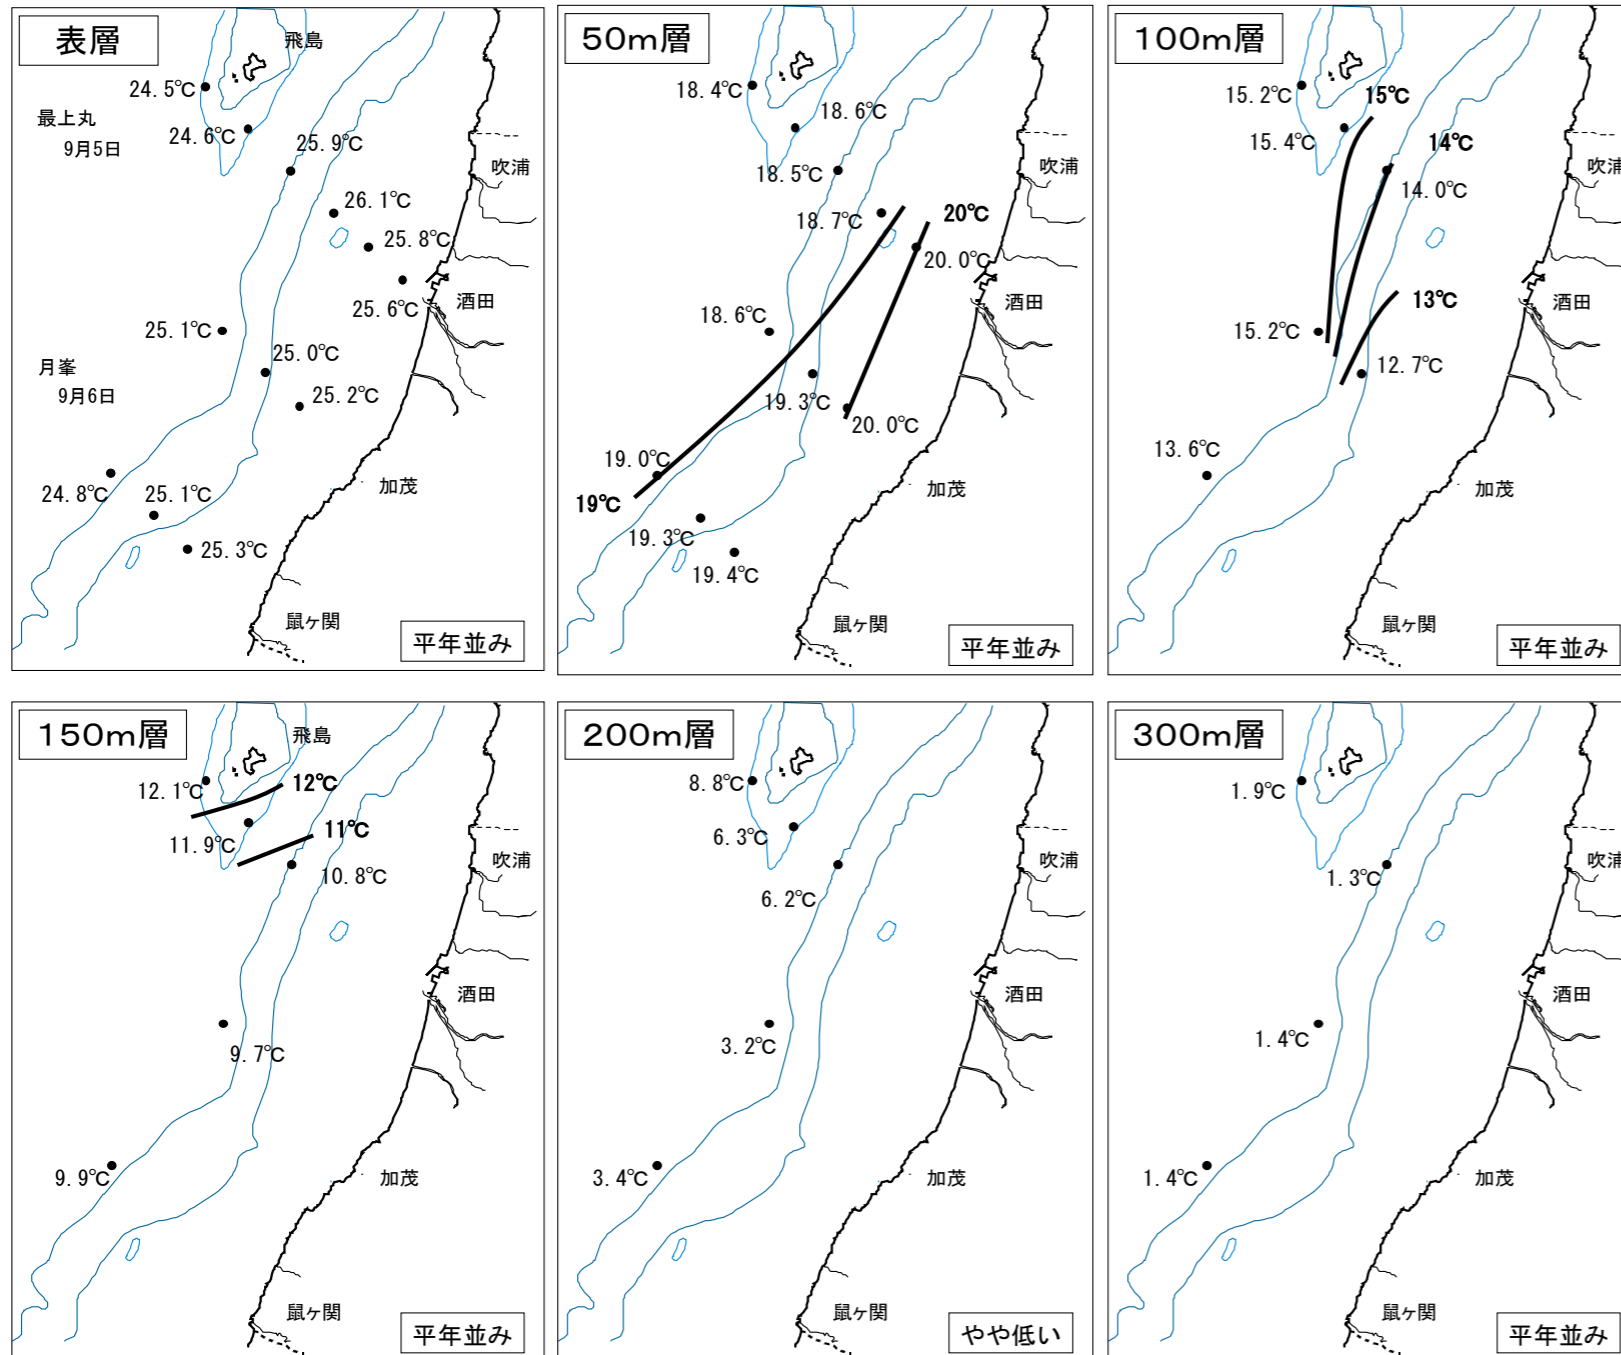 表層
飛島
24.5℃
最上丸
9月5日
24.6℃
25.9℃
吹浦
26.1℃
25.8℃
25.6℃
酒田
25.1℃
25.0℃
月峯
9月6日
25.2℃
24.8℃
25.1℃
加茂
25.3℃
鼠ヶ関
平年並み
50m層
18.4℃
18.6℃
18.5℃
吹浦
18.7℃
20℃
20.0℃
酒田
18.6℃
19.3℃
20.0℃
19.0℃
19℃
加茂
19.3℃
19.4℃
鼠ヶ関
平年並み
100m層
15.2℃
15℃
15.4℃
14℃
吹浦
14.0℃
13℃
酒田
15.2℃
12.7℃
13.6℃
加茂
鼠ヶ関
平年並み
150m層
飛島
12.1℃
12℃
11.9℃
11℃
吹浦
10.8℃
酒田
9.7℃
9.9℃
加茂
鼠ヶ関
平年並み
200m層
8.8℃
6.3℃
吹浦
6.2℃
酒田
3.2℃
3.4℃
加茂
鼠ヶ関
やや低い
300m層
1.9℃
吹浦
1.3℃
酒田
1.4℃
1.4℃
加茂
鼠ヶ関
平年並み